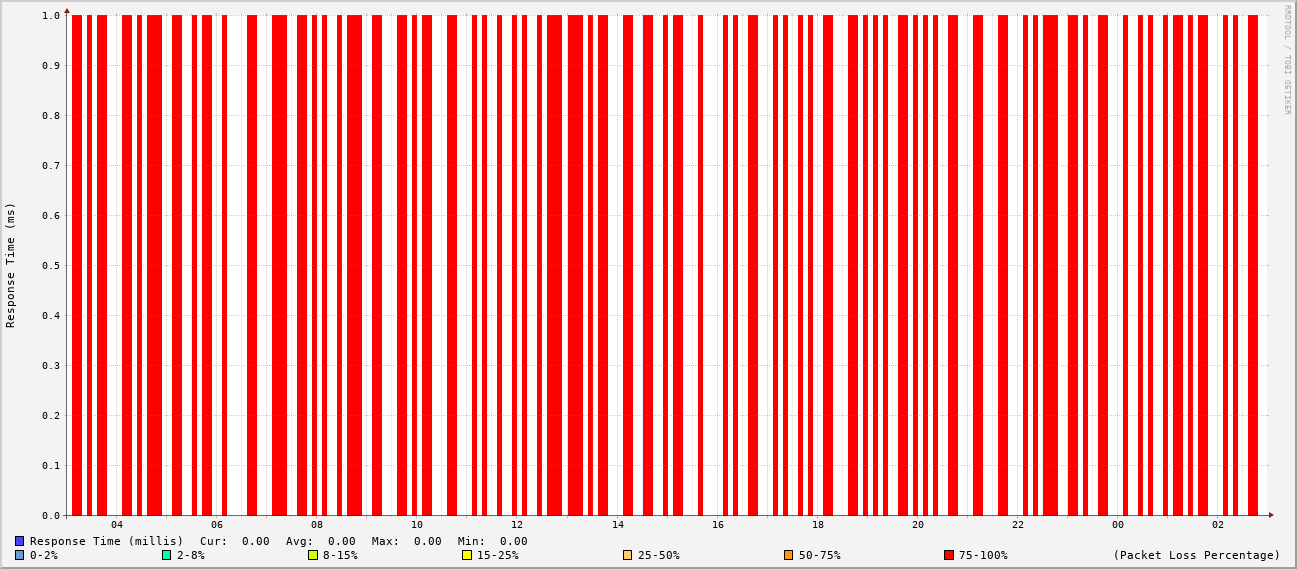 1.0
0.9
0.8
0.7
0.6
0.5
0.4
0.3
0.2
0.1
0.0
Response Time (ms)
RRDTOOL / TOBI OETIKER
04 06 08 10 12 14 16 18 20 22 00 02
Response Time (millis) Cur: 0.00 Avg: 0.00 Max: 0.00 Min: 0.00
0-2% 2-8% 8-15% 15-25% 25-50% 50-75% 75-100% (Packet Loss Percentage)